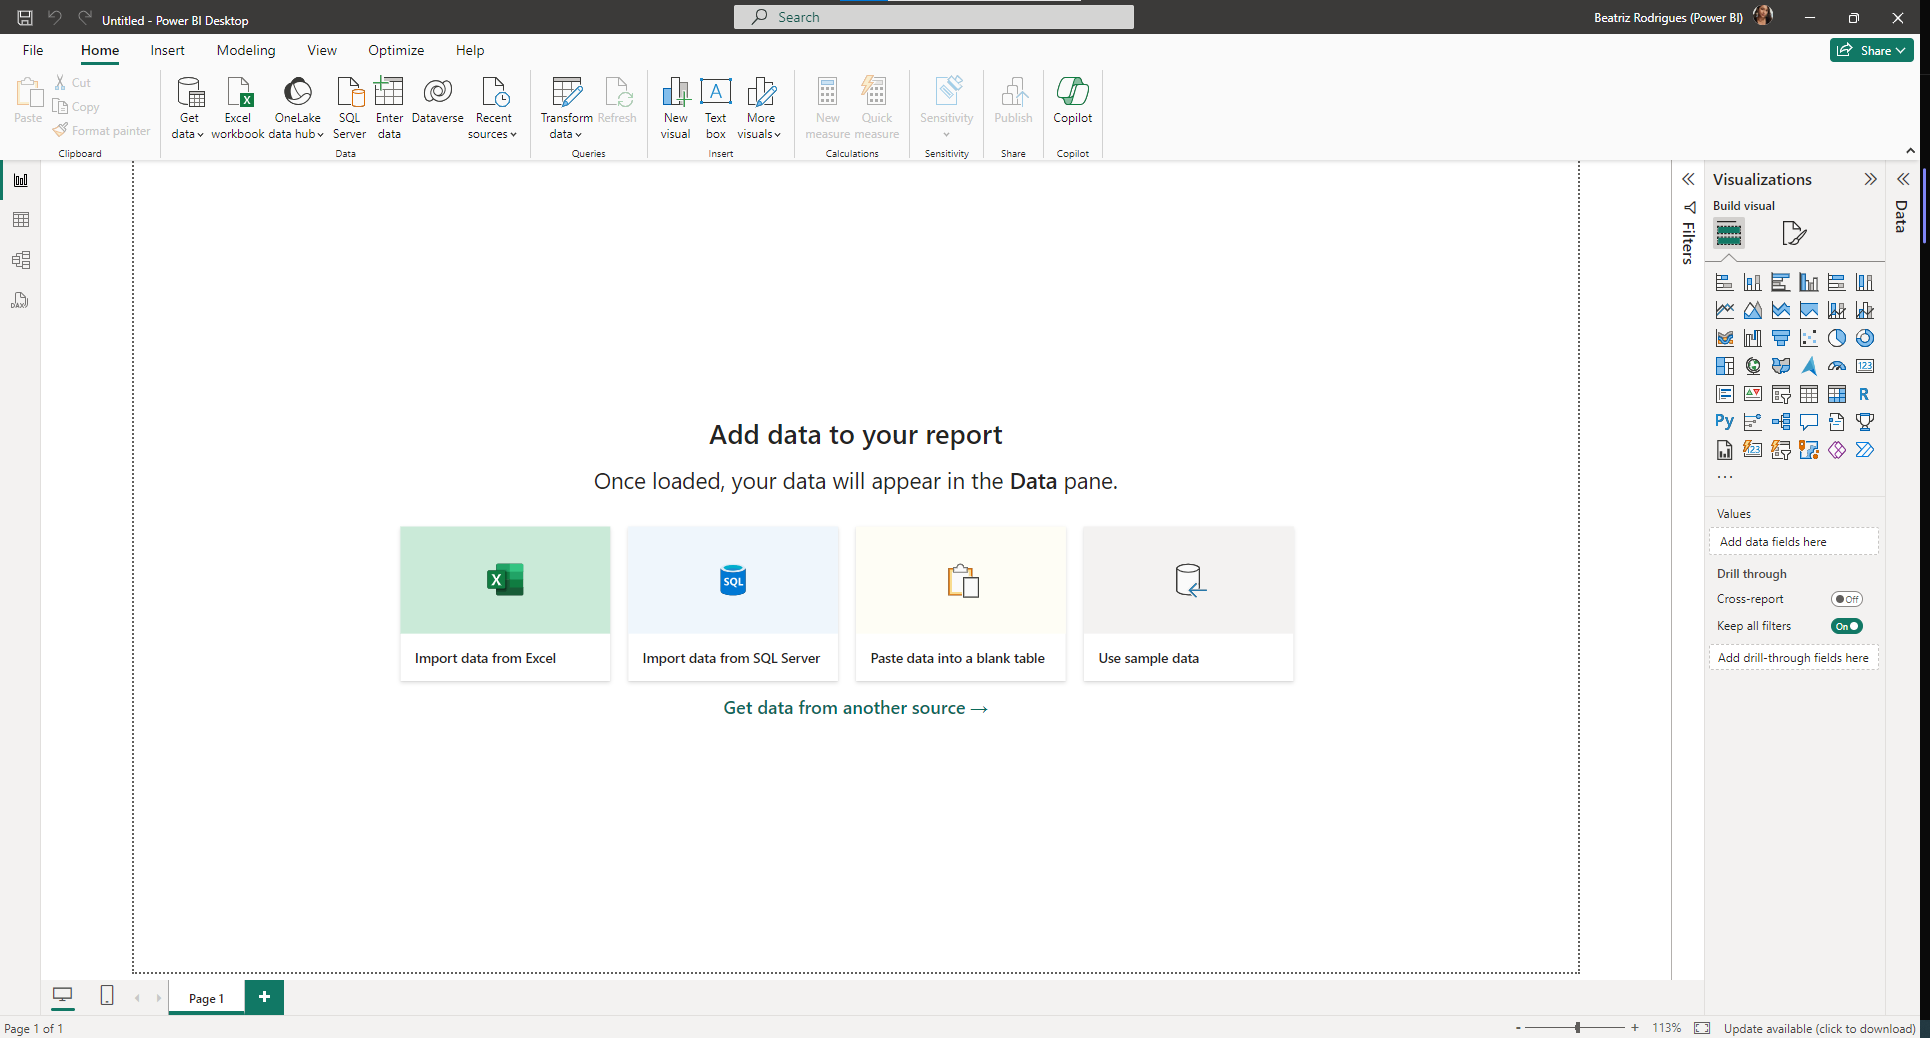 Untitled - Power BI Desktop
Search
Beatriz Rodrigues (Power BI)
File Home Insert Modeling View Optimize Help
Share
Paste
Cut
Copy
Format painter
Clipboard
Get data
Excel workbook
OneLake data hub
SQL Server
Enter data
Dataverse
Recent sources
Data
Transform data
Refresh
Queries
New visual
A
Text box
More visuals
Insert
New measure
Quick measure
Calculations
Sensitivity
Sensitivity
Publish
Share
Copilot
Copilot
DAX
Filters
Visualizations
Build visual
Data
123
R
Py
123
Values
Add data fields here
Drill through
Cross-report Off
Keep all filters On
Add drill-through fields here
Add data to your report
Once loaded, your data will appear in the Data pane.
X
SQL
Import data from Excel
Import data from SQL Server
Paste data into a blank table
Use sample data
Get data from another source →
Page 1
+
Page 1 of 1
- + 113%
Update available (click to download)